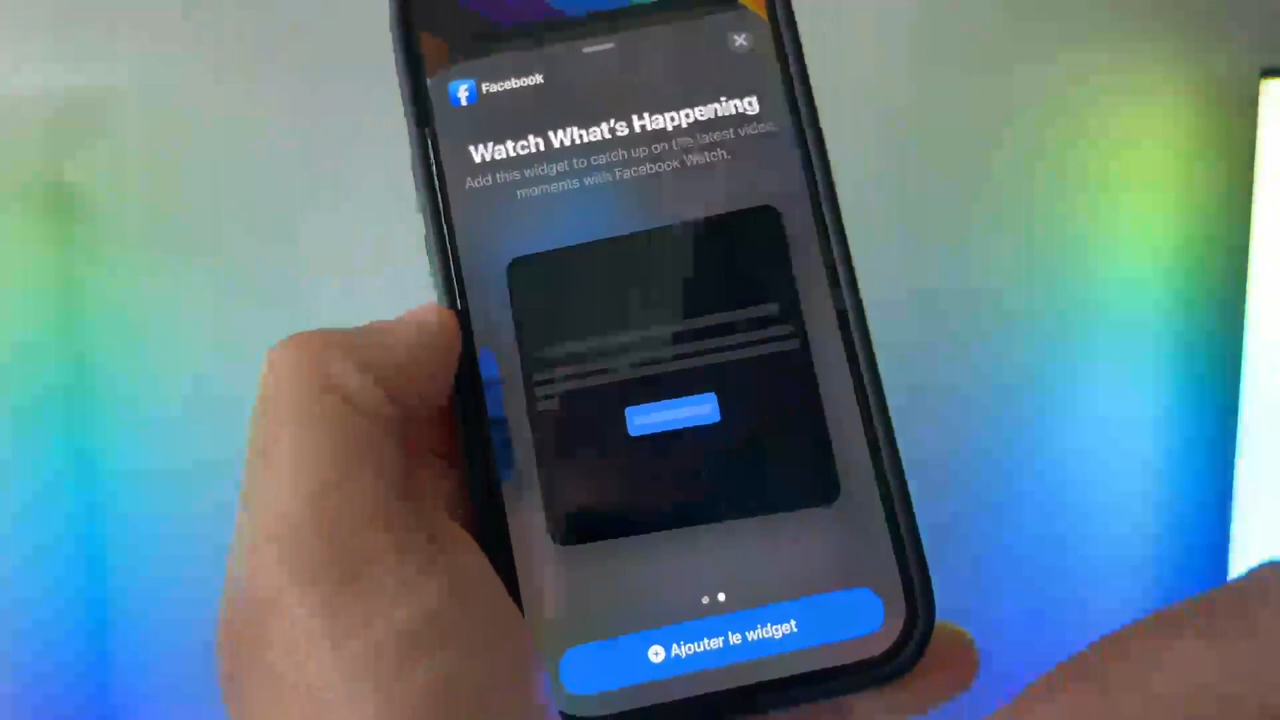 Facebook
Watch What's Happening
Add this widget to catch up on the latest video
moments with Facebook Watch.
Ajouter le widget